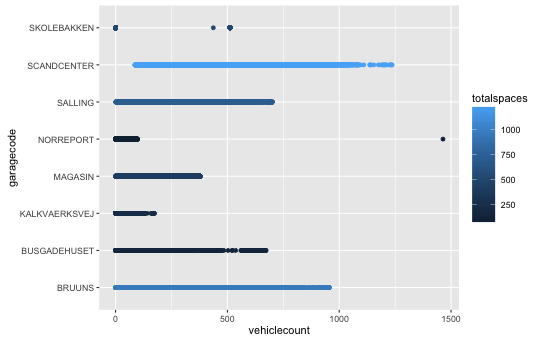 SKOLEBAKKEN
SCANDCENTER
SALLING
NORREPORT
MAGASIN
KALKVAERKSVEJ
BUSGADEHUSET
BRUUNS
garagecode
0 500 1000 1500
vehiclecount
totalspaces
1000
750
500
250